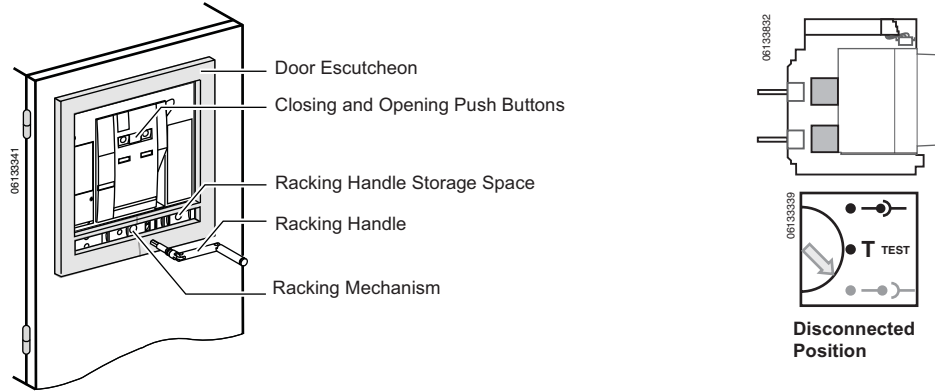 Door Escutcheon
Closing and Opening Push Buttons
Racking Handle Storage Space
Racking Handle
Racking Mechanism
06133341
06133832
06133339
T TEST
Disconnected
Position